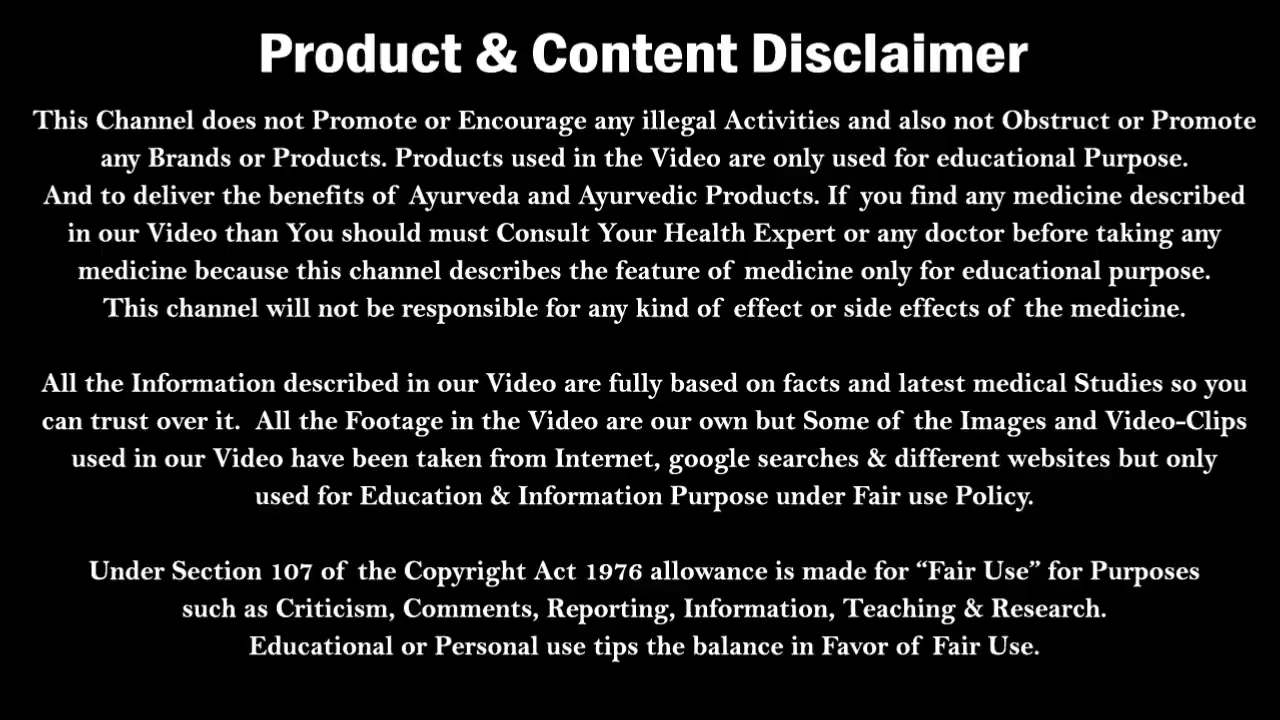 Product & Content Disclaimer
This Channel does not Promote or Encourage any illegal Activities and also not Obstruct or Promote
any Brands or Products. Products used in the Video are only used for educational Purpose.
And to deliver the benefits of Ayurveda and Ayurvedic Products. If you find any medicine described
in our Video than You should must Consult Your Health Expert or any doctor before taking any
medicine because this channel describes the feature of medicine only for educational purpose.
This channel will not be responsible for any kind of effect or side effects of the medicine.
All the Information described in our Video are fully based on facts and latest medical Studies so you
can trust over it. All the Footage in the Video are our own but Some of the Images and Video-Clips
used in our Video have been taken from Internet, google searches & different websites but only
used for Education & Information Purpose under Fair use Policy.
Under Section 107 of the Copyright Act 1976 allowance is made for “Fair Use” for Purposes
such as Criticism, Comments, Reporting, Information, Teaching & Research.
Educational or Personal use tips the balance in Favor of Fair Use.